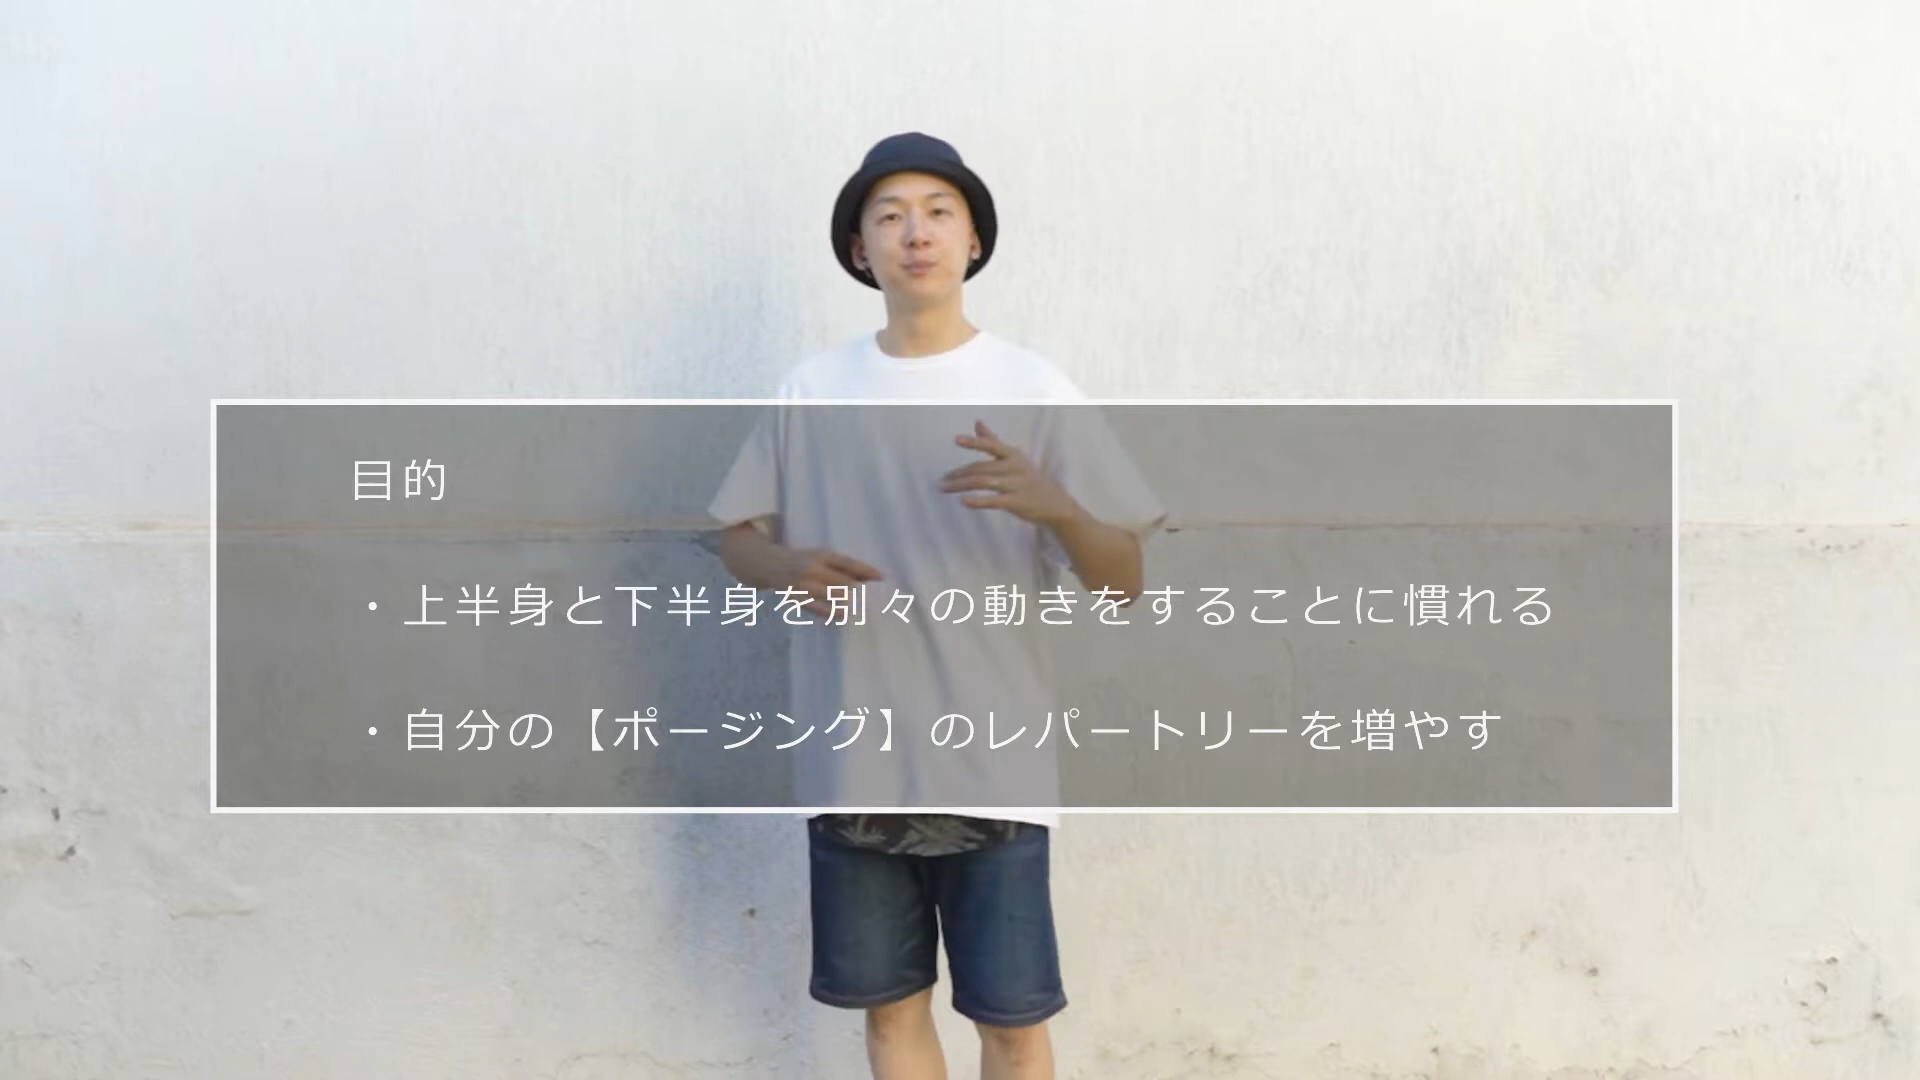 目的
・上半身と下半身を別々の動きをすることに慣れる
・自分の【ポージング】のレパートリーを増やす